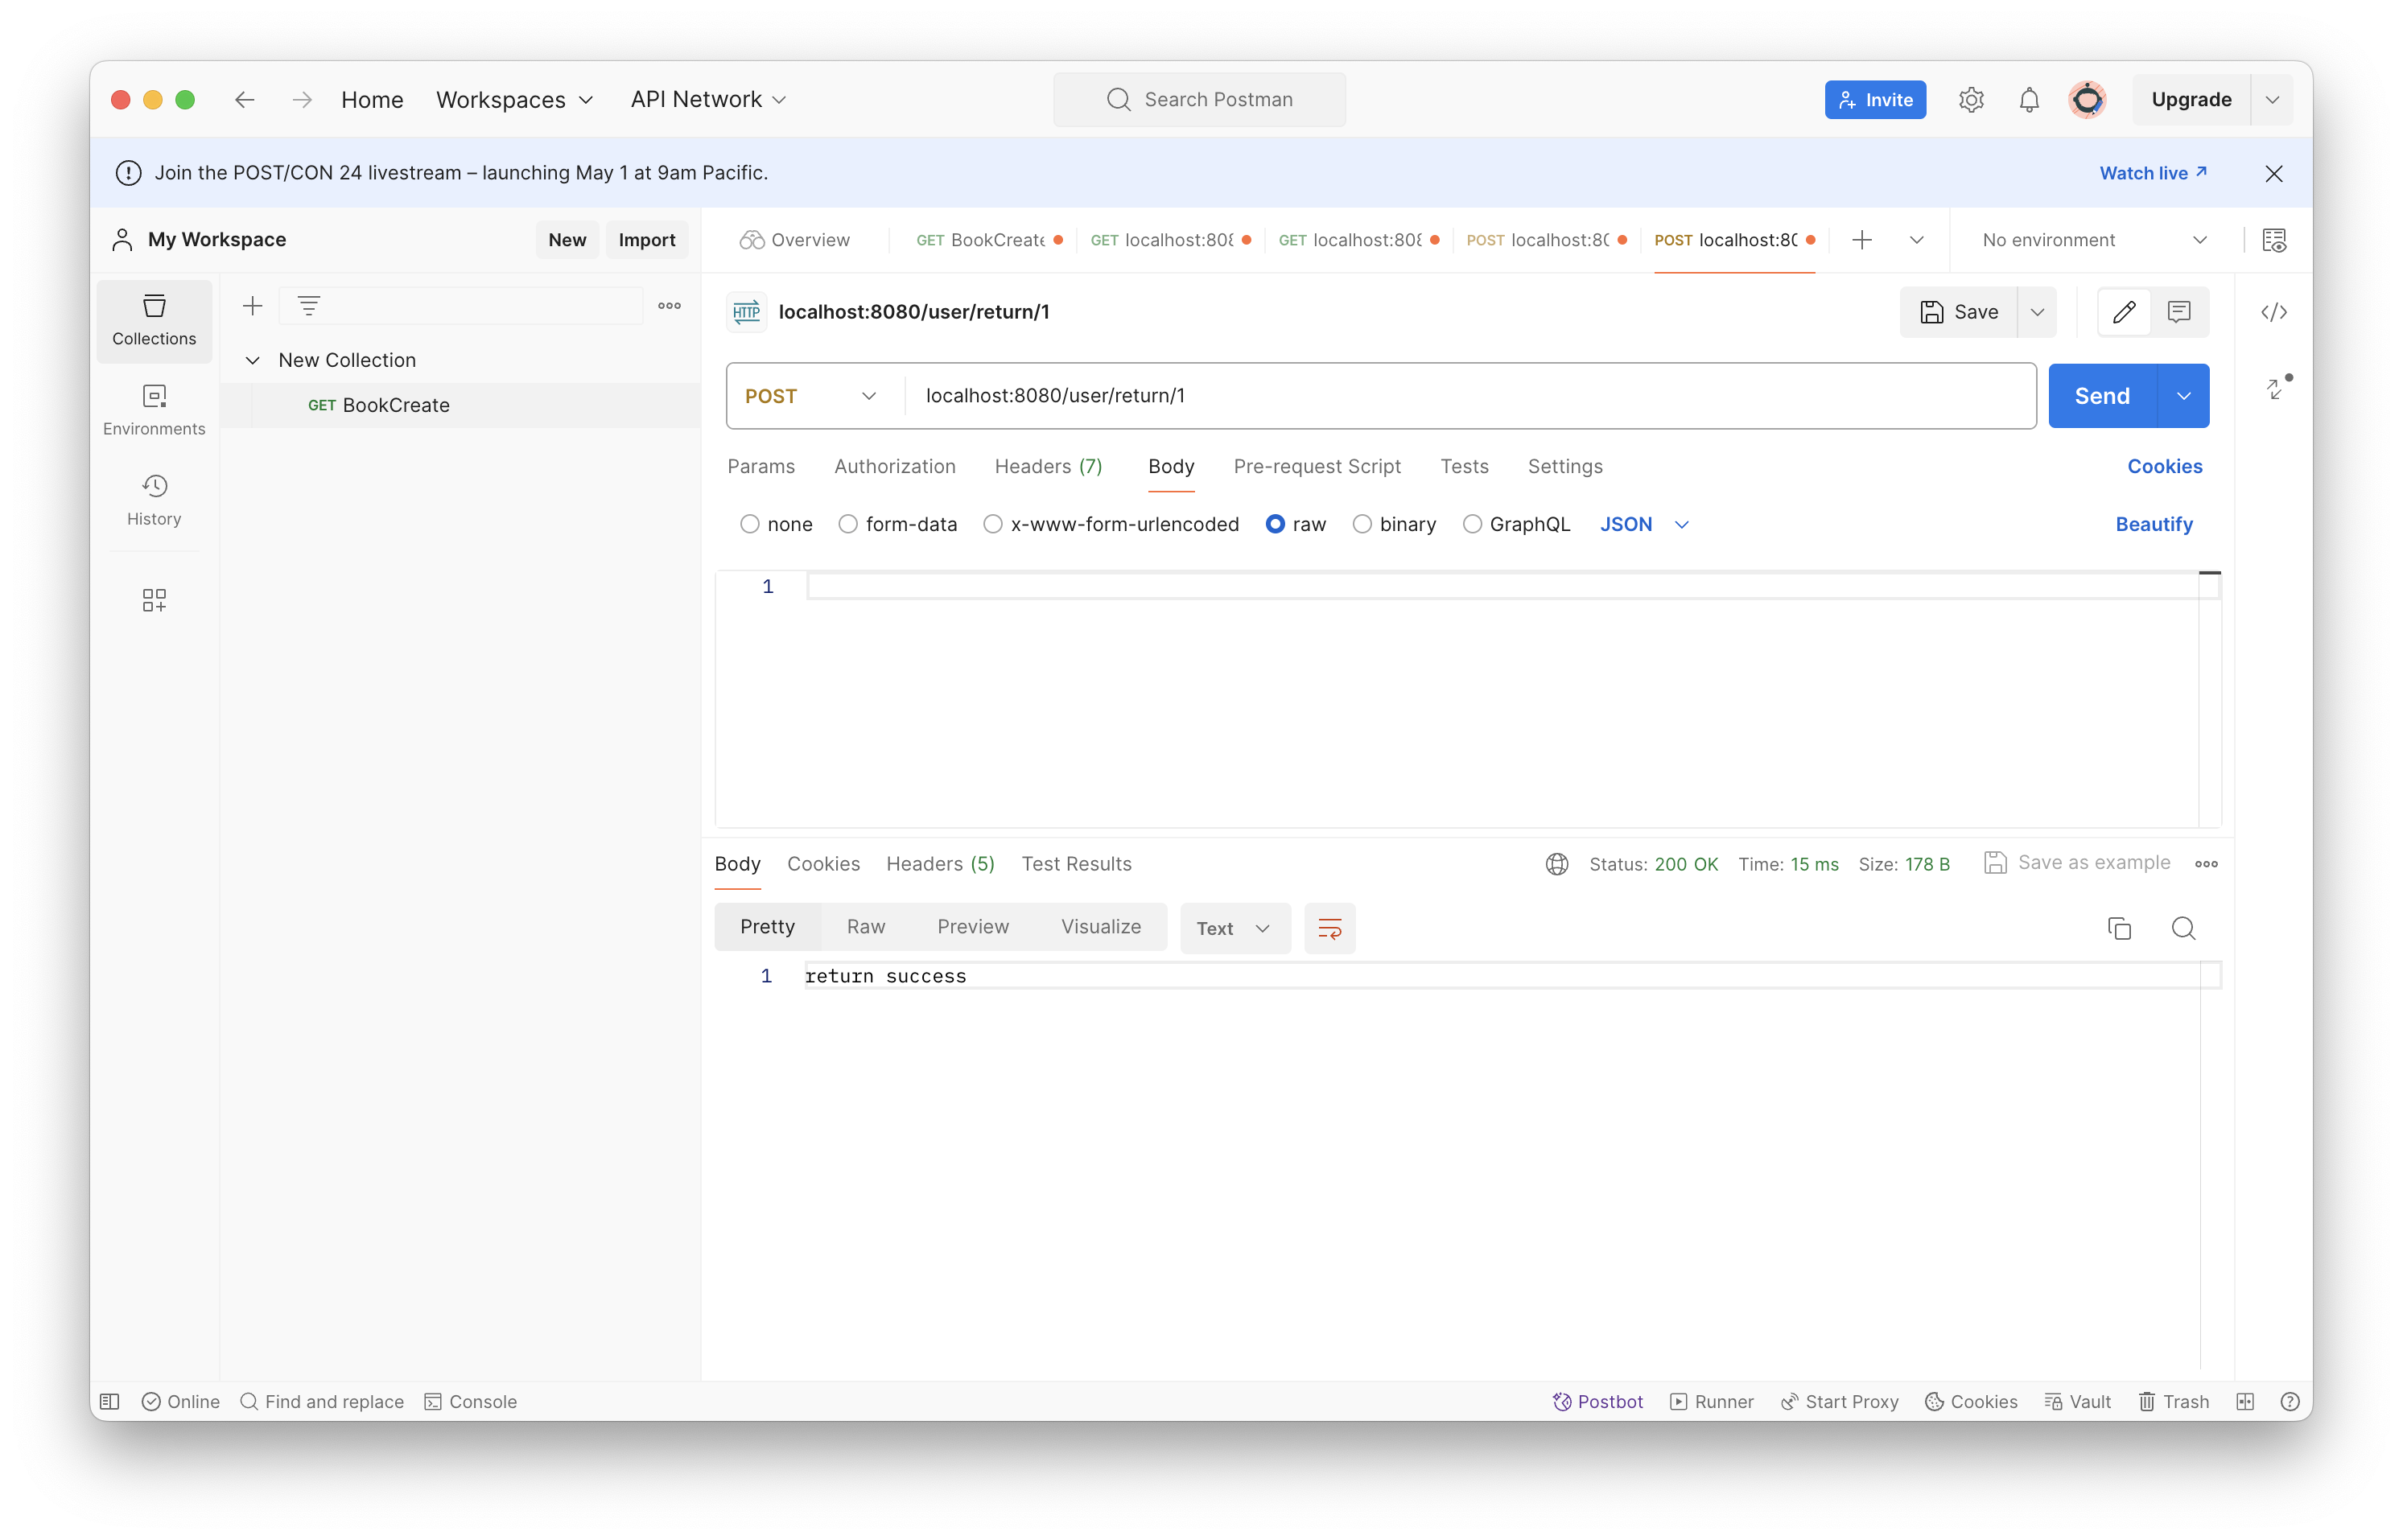 Home Workspaces API Network Search Postman Invite Upgrade
Join the POST/CON 24 livestream – launching May 1 at 9am Pacific. Watch live
My Workspace New Import Overview GET BookCreate GET localhost:808 GET localhost:808 POST localhost:80 POST localhost:80 No environment
Collections
Environments
History
New Collection
GET BookCreate
HTTP localhost:8080/user/return/1 Save
POST localhost:8080/user/return/1 Send
Params Authorization Headers (7) Body Pre-request Script Tests Settings Cookies
none form-data x-www-form-urlencoded raw binary GraphQL JSON Beautify
1
Body Cookies Headers (5) Test Results Status: 200 OK Time: 15 ms Size: 178 B Save as example
Pretty Raw Preview Visualize Text
1 return success
Online Find and replace Console Postbot Runner Start Proxy Cookies Vault Trash